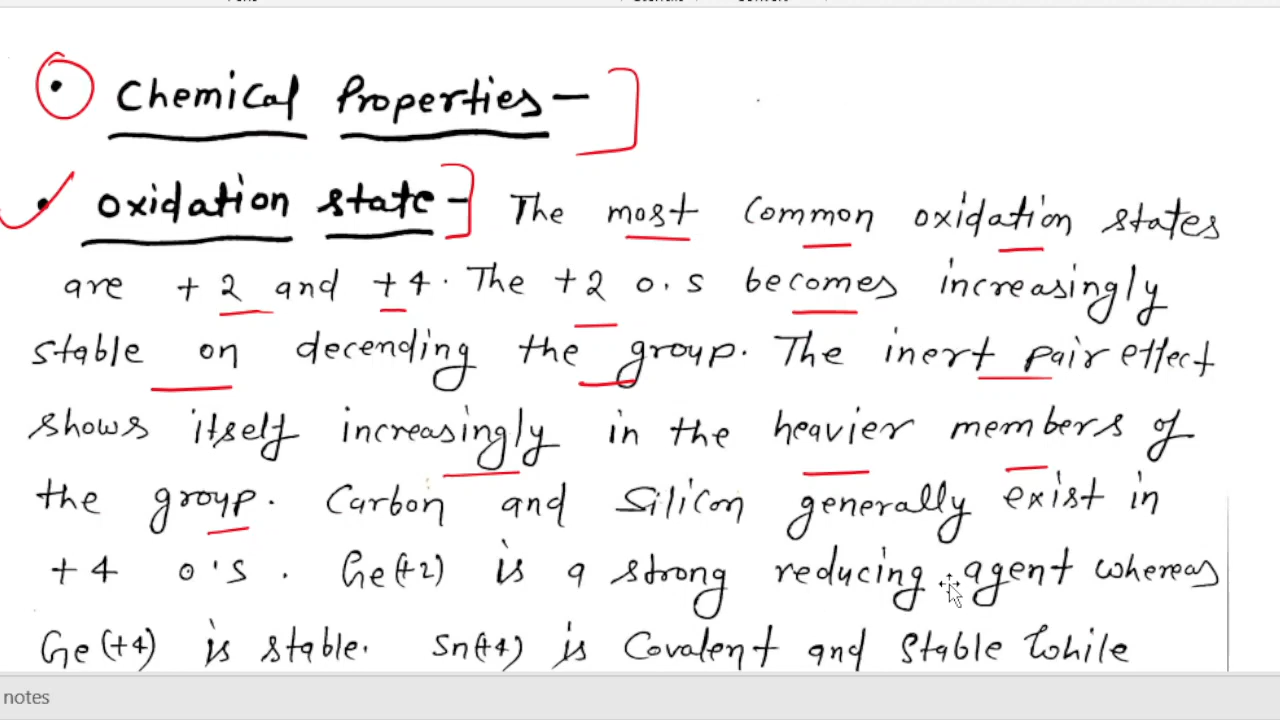 • Chemical Properties-
• Oxidation state- The most common oxidation states
are +2 and +4. The +2 o.s becomes increasingly
stable on decending the group. The inert pair effect
shows itself increasingly in the heavier members of
the group. Carbon and Silicon generally exist in
+4 o's. Ge(+2) is a strong reducing agent whereas
Ge(+4) is stable. Sn(+4) is Covalent and Stable while
notes